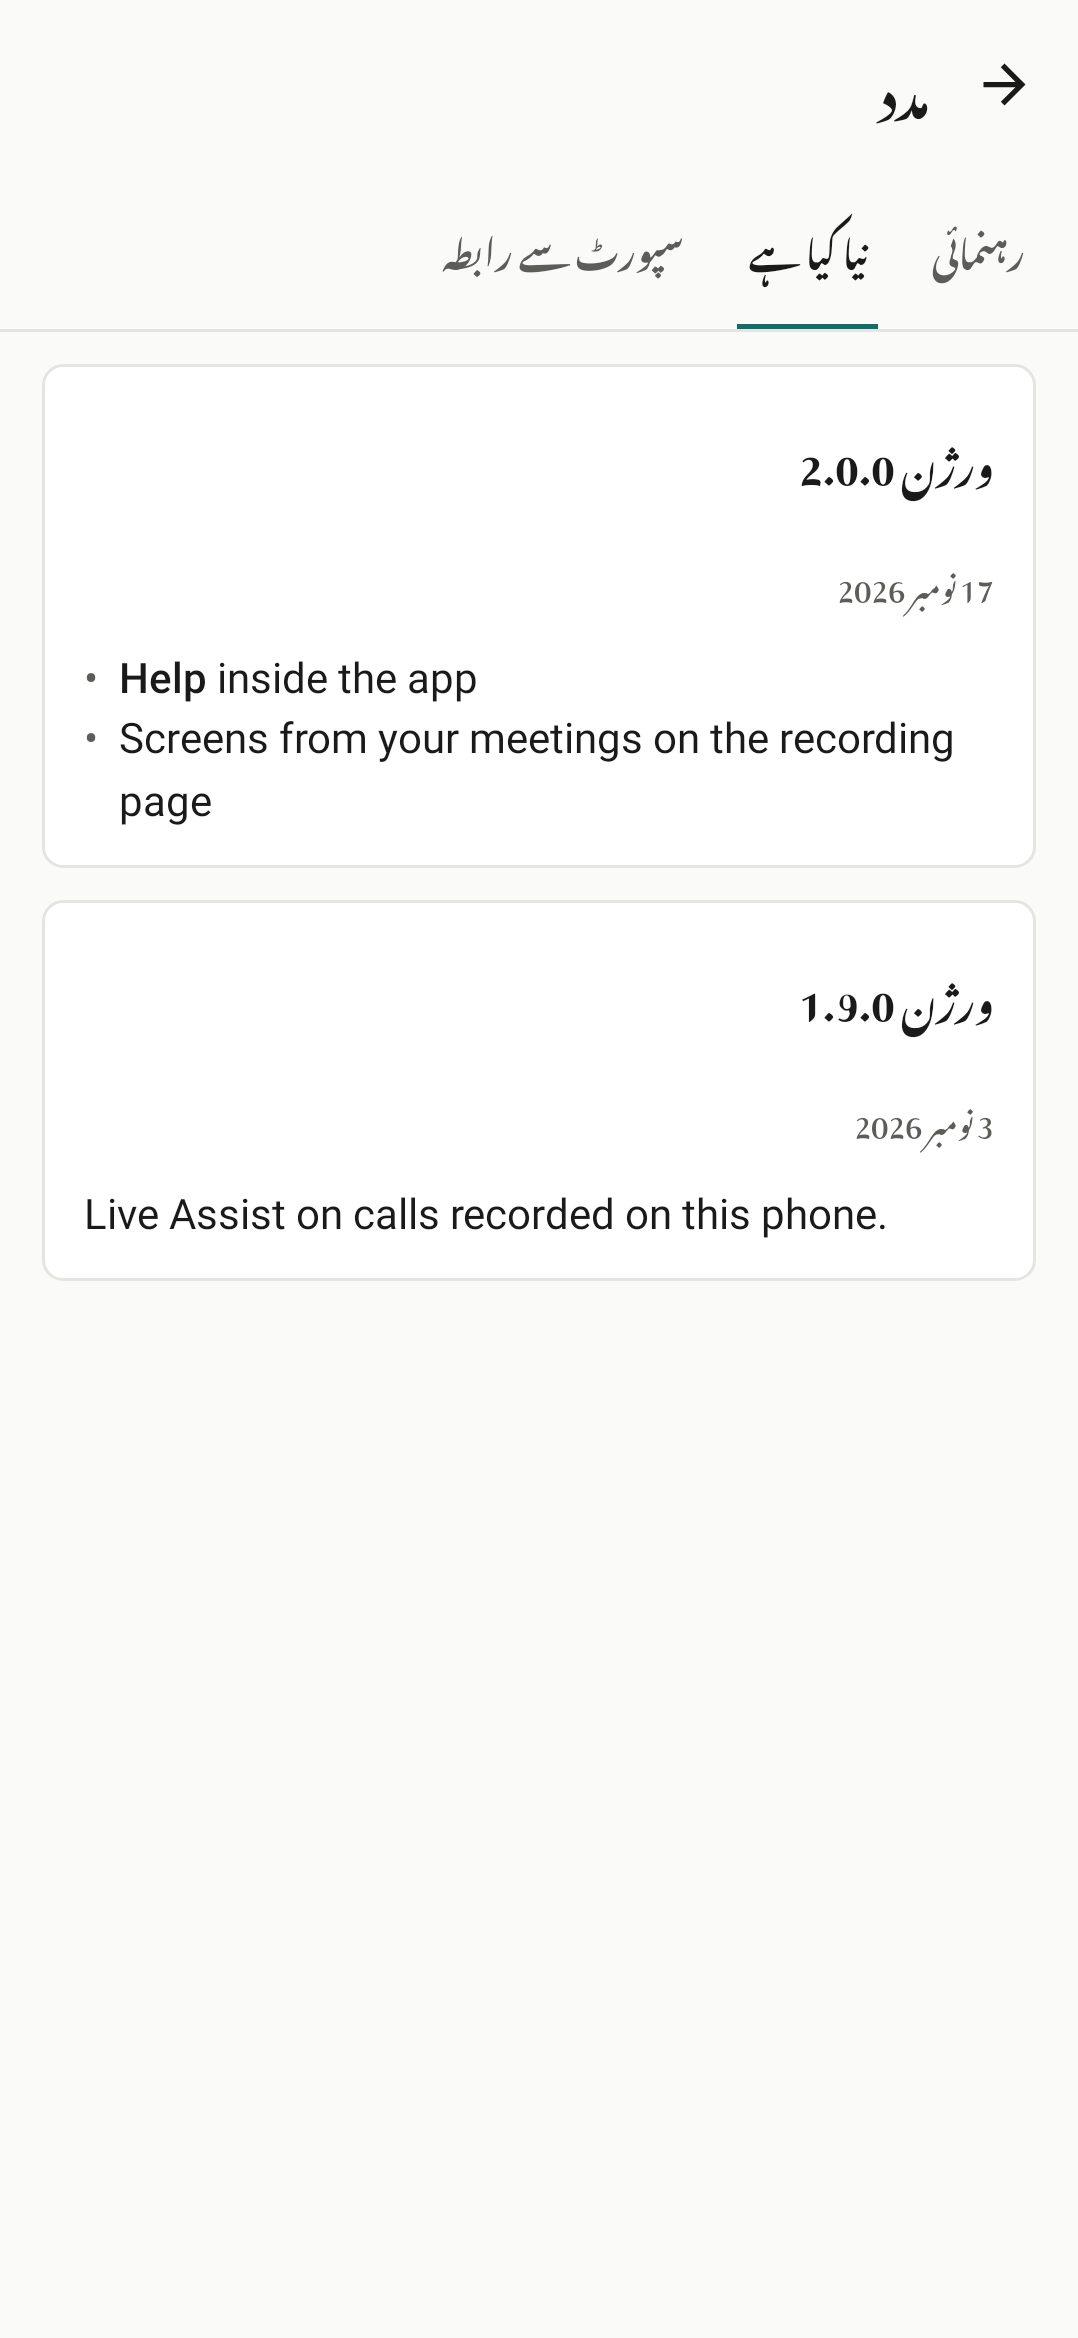 مدد
رہنمائی
نیا کیا ہے
سپورٹ سے رابطہ
ورژن 2.0.0
17 نومبر 2026
• Help inside the app
• Screens from your meetings on the recording
page
ورژن 1.9.0
3 نومبر 2026
Live Assist on calls recorded on this phone.